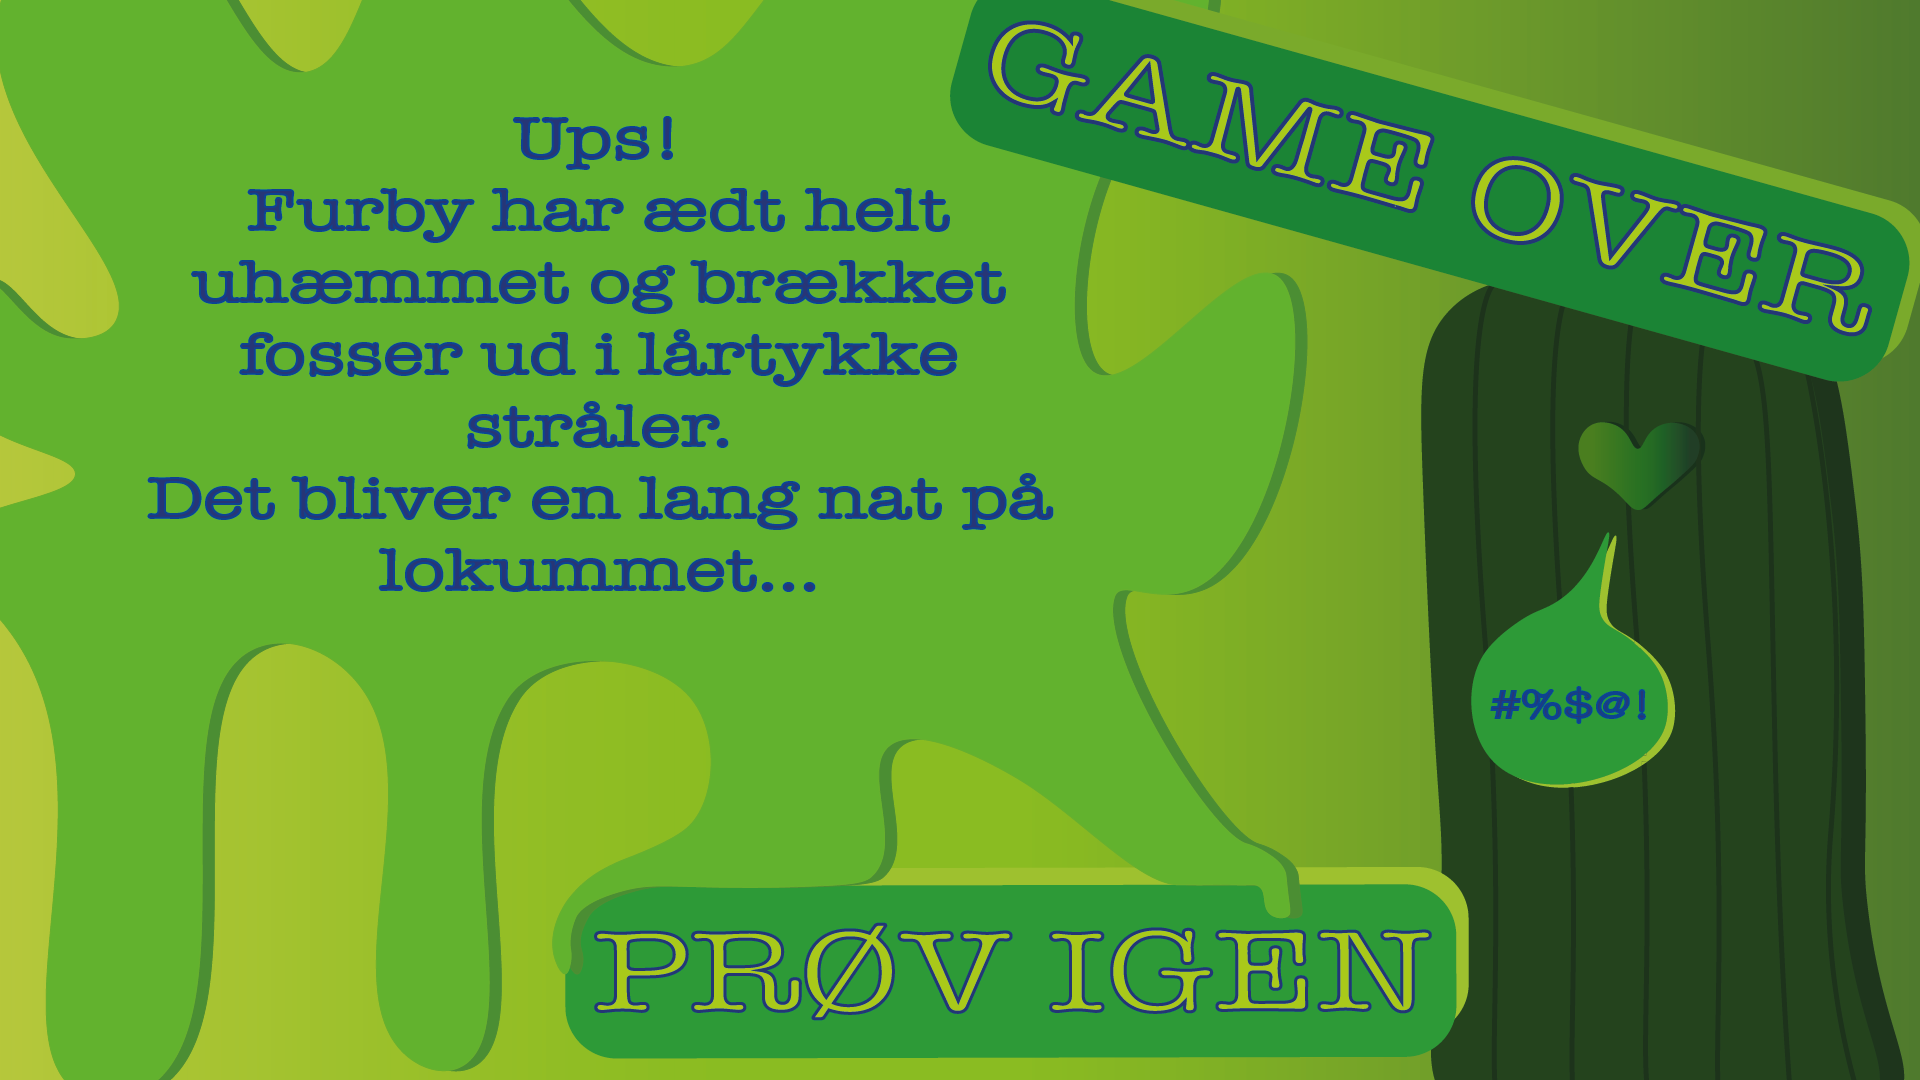 GAME OVER
Ups!
Furby har ædt helt
uhæmmet og brækket
fosser ud i lårtykke
stråler.
Det bliver en lang nat på
lokummet...
#%$@!
PRØV IGEN